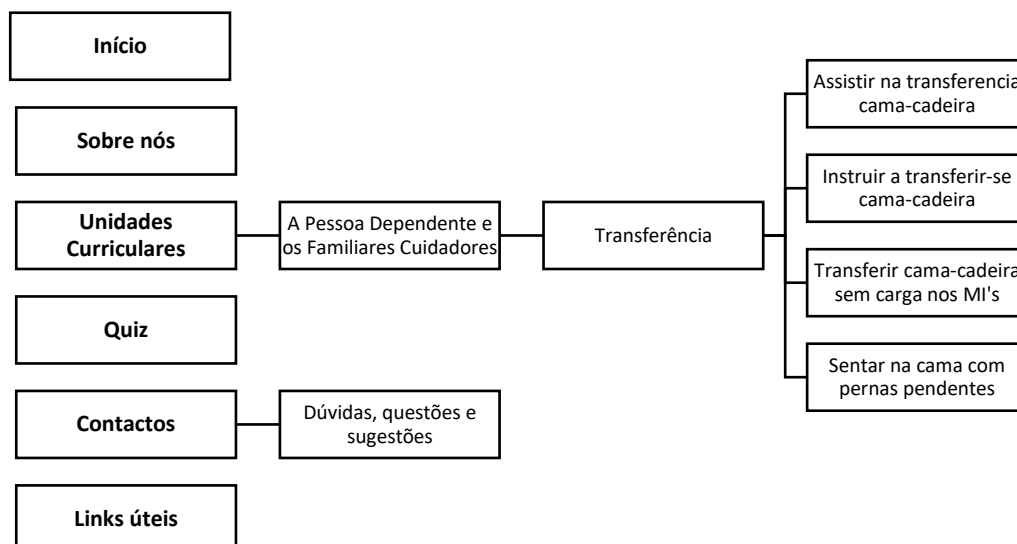 Início
Sobre nós
Unidades
Curriculares
A Pessoa Dependente e
os Familiares Cuidadores
Transferência
Assistir na transferencia
cama-cadeira
Instruir a transferir-se
cama-cadeira
Transferir cama-cadeira
sem carga nos MI's
Sentar na cama com
pernas pendentes
Quiz
Contactos
Dúvidas, questões e
sugestões
Links úteis